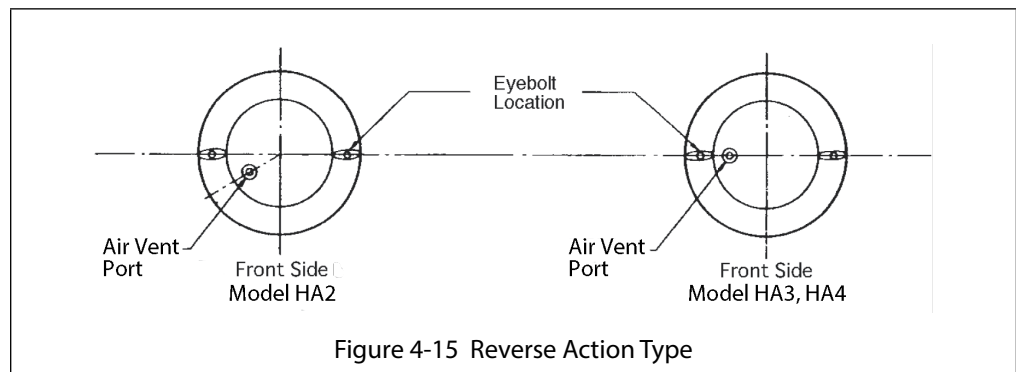 Eyebolt
Location
Air Vent
Port
Front Side
Model HA2
Air Vent
Port
Front Side
Model HA3, HA4
Figure 4-15 Reverse Action Type